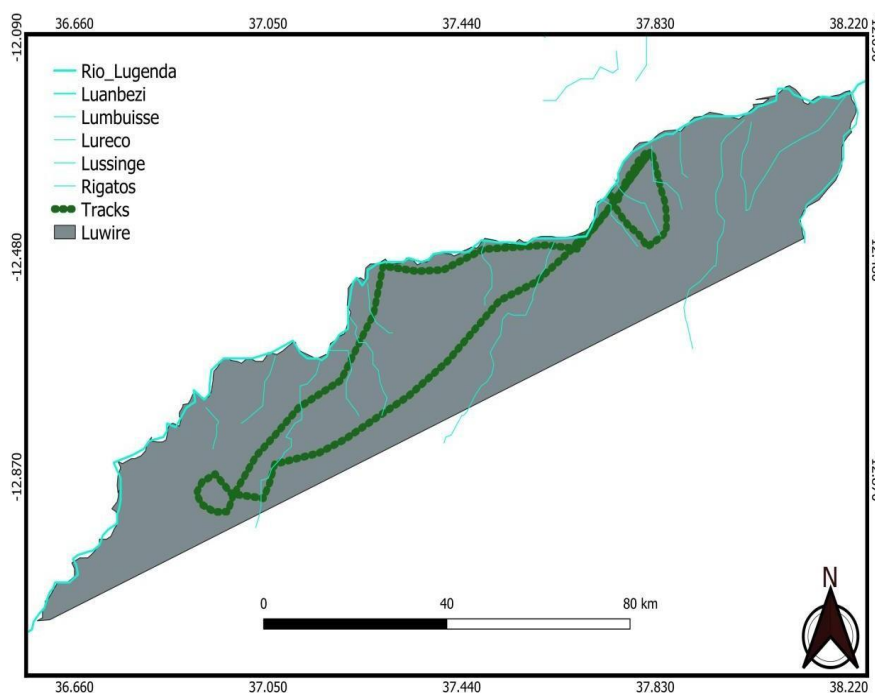 36.660 37.050 37.440 37.830 38.220
-12.090
Rio_Lugenda
Luanbezi
Lumbuisse
Lureco
Lussinge
Rigatos
Tracks
Luwire
-12.480
-12.870
N
0 40 80 km
36.660 37.050 37.440 37.830 38.220